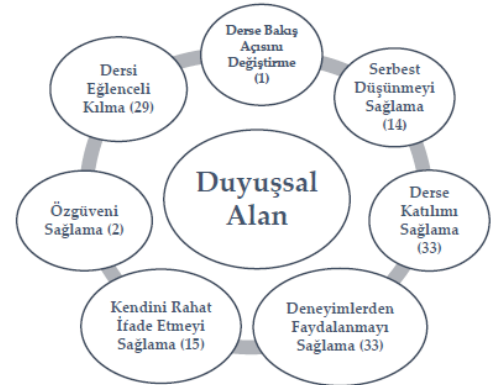 Derse Bakış
Açısını
Değiştirme
(1)
Serbest
Düşünmeyi
Sağlama
(14)
Derse
Katılımı
Sağlama
(33)
Deneyimlerden
Faydalanmayı
Sağlama (33)
Kendini Rahat
İfade Etmeyi
Sağlama (15)
Özgüveni
Sağlama (2)
Dersi
Eğlenceli
Kılma (29)
Duyuşsal
Alan